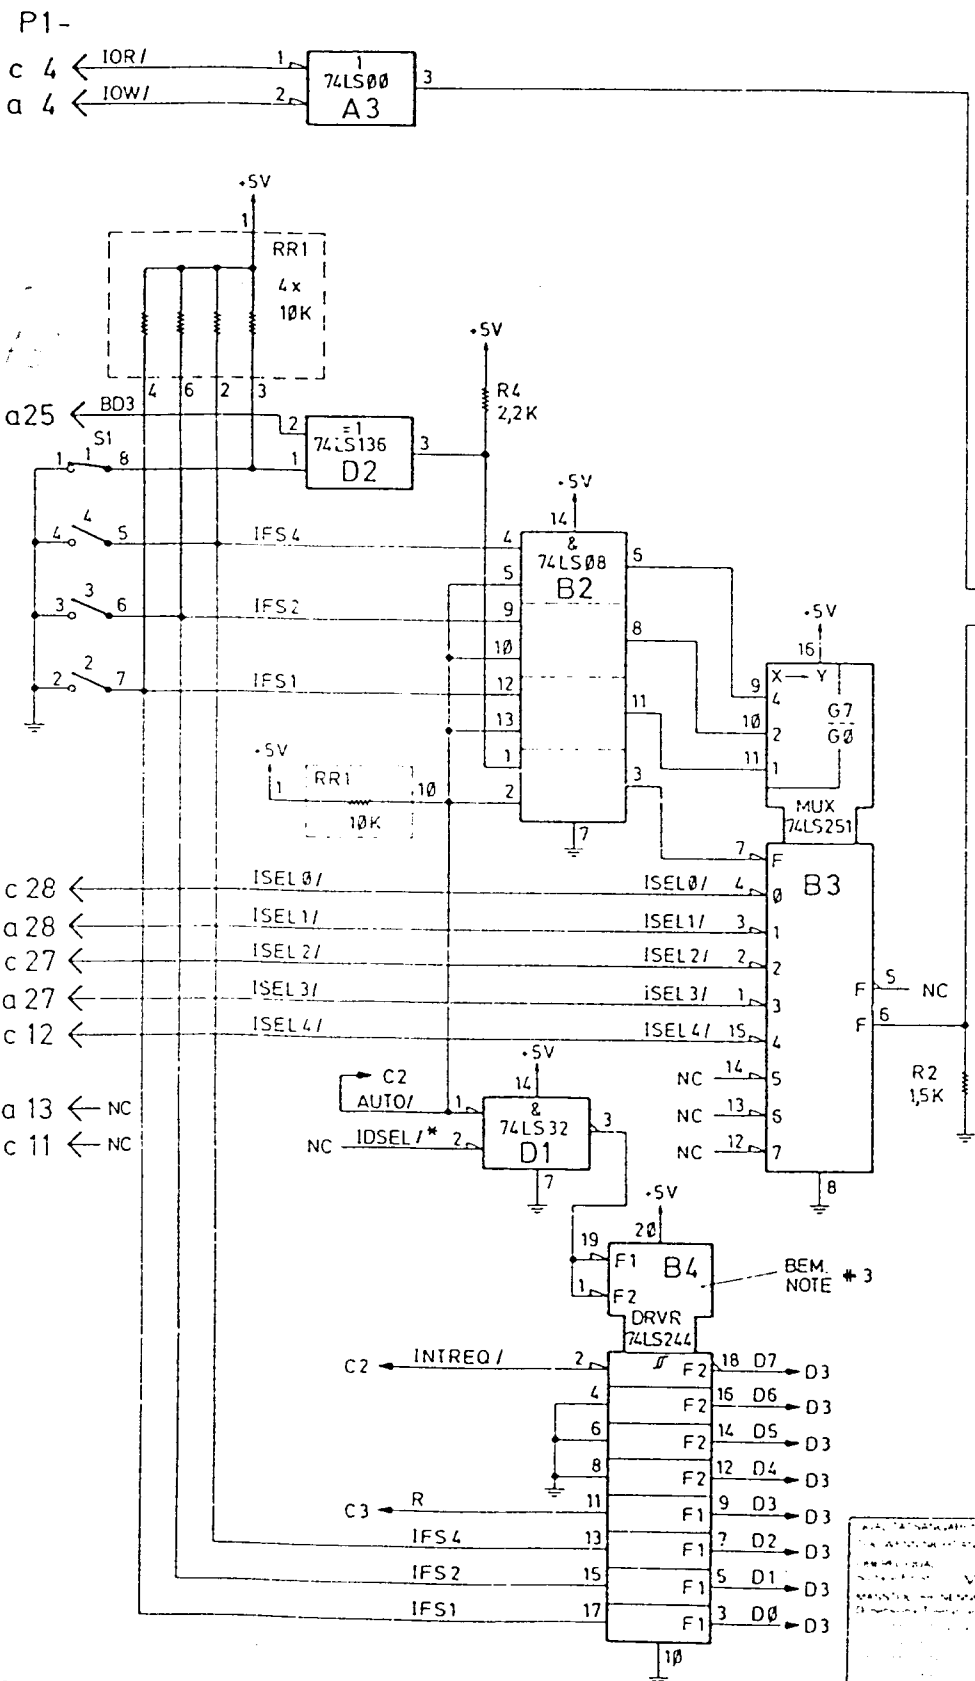 P1-
c 4 IOR/ 1
a 4 IOW/ 2
1
74LS00
A3
3
+5V
1
RR1
4x
10K
4 6 2 3
a25 BD3 2
S1
1 1 8 1
=1
74LS136
D2
3
+5V
R4
2,2K
4 4 5 IFS4 4
3 3 6 IFS2 9
2 2 7 IFS1 12
5
10
13
1
2
+5V
14
&
74LS08
B2
6
8
11
3
7
+5V
1
RR1
10K
10
+5V
16
X → Y
9 4
10 2
11 1
G7
G0
MUX
74LS251
B3
7 F
c 28 ISEL0/ ISEL0/ 4 0
a 28 ISEL1/ ISEL1/ 3 1
c 27 ISEL2/ ISEL2/ 2 2
a 27 ISEL3/ ISEL3/ 1 3
c 12 ISEL4/ ISEL4/ 15 4
NC 14 5
NC 13 6
NC 12 7
F 5 NC
F 6
8
R2
1,5K
a 13 NC
c 11 NC
C2
AUTO/ 1
NC IDSEL/* 2
+5V
14
&
74LS32
D1
3
7
+5V
20
19 F1
1 F2
B4
DRVR
74LS244
BEM.
NOTE # 3
C2 INTREQ/ 2 F2 18 D7 D3
4 F2 16 D6 D3
6 F2 14 D5 D3
8 F2 12 D4 D3
C3 R 11 F1 9 D3 D3
IFS4 13 F1 7 D2 D3
IFS2 15 F1 5 D1 D3
IFS1 17 F1 3 D0 D3
10